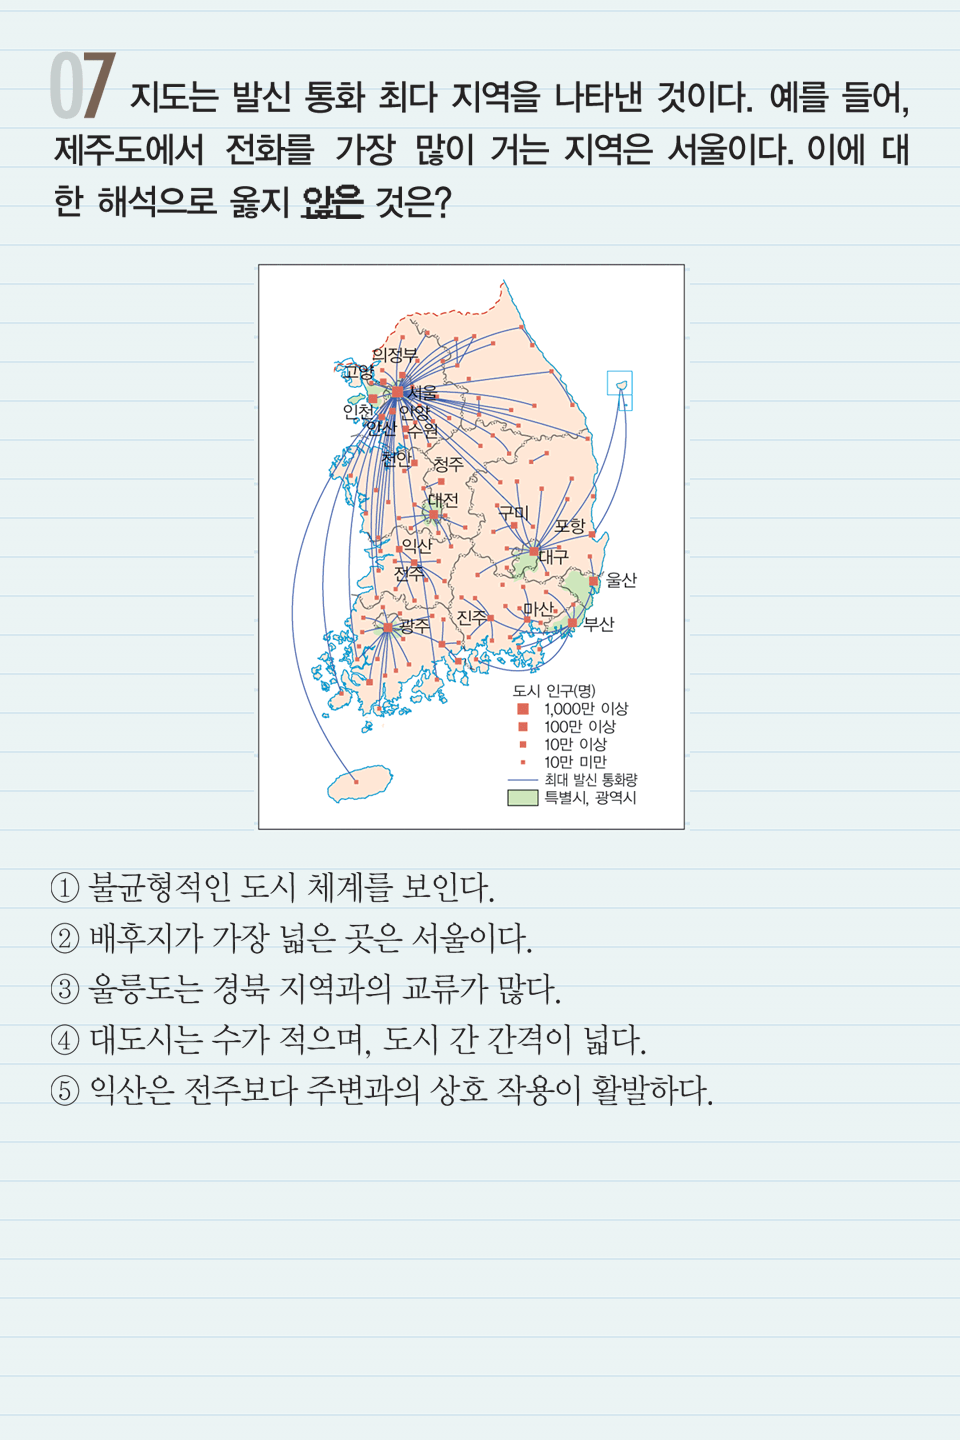 07 지도는 발신 통화 최다 지역을 나타낸 것이다. 예를 들어,
제주도에서 전화를 가장 많이 거는 지역은 서울이다. 이에 대
한 해석으로 옳지 않은 것은?
의정부
고양
서울
인천 안양
안산 수원
천안 청주
대전
구미
포항
익산
대구
전주
울산
마산
진주
광주
부산
도시 인구(명)
1,000만 이상
100만 이상
10만 이상
10만 미만
최대 발신 통화량
특별시, 광역시
① 불균형적인 도시 체계를 보인다.
② 배후지가 가장 넓은 곳은 서울이다.
③ 울릉도는 경북 지역과의 교류가 많다.
④ 대도시는 수가 적으며, 도시 간 간격이 넓다.
⑤ 익산은 전주보다 주변과의 상호 작용이 활발하다.